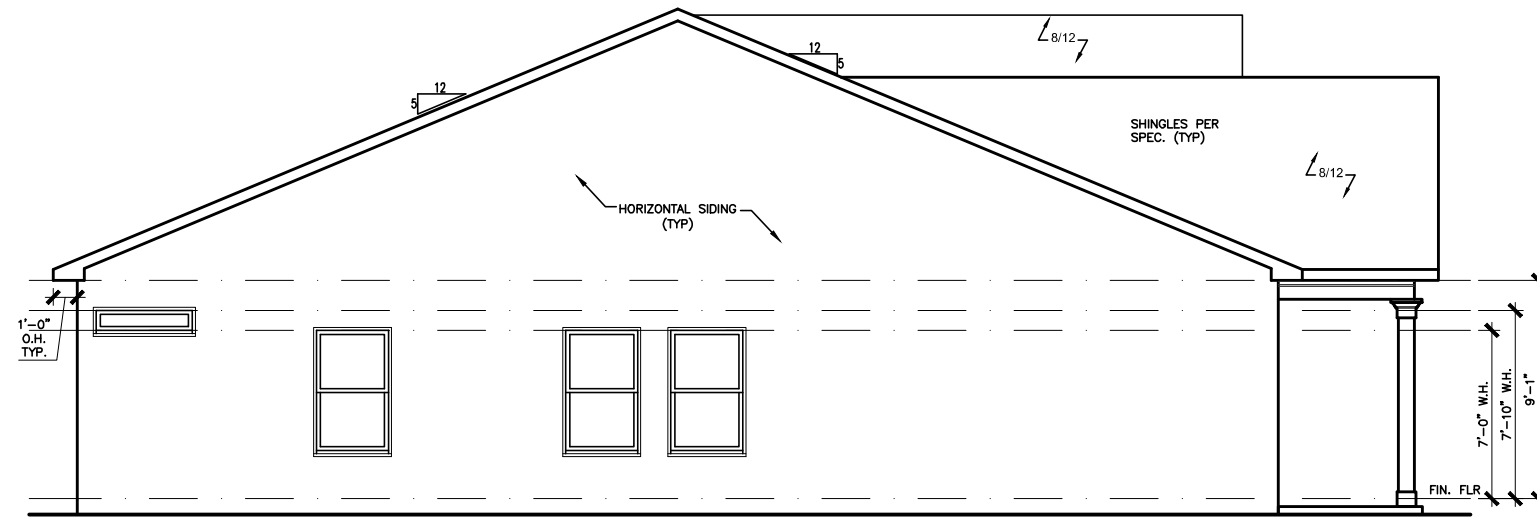 8/12
12
5
12
5
SHINGLES PER
SPEC. (TYP)
8/12
HORIZONTAL SIDING
(TYP)
1'-0"
O.H.
TYP.
7'-0" W.H.
7'-10" W.H.
9'-1"
FIN. FLR